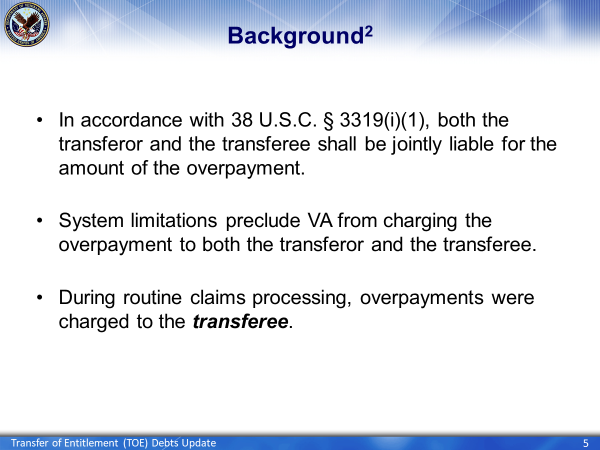 Background²
• In accordance with 38 U.S.C. § 3319(i)(1), both the
transferor and the transferee shall be jointly liable for the
amount of the overpayment.
• System limitations preclude VA from charging the
overpayment to both the transferor and the transferee.
• During routine claims processing, overpayments were
charged to the transferee.
Transfer of Entitlement (TOE) Debts Update
5